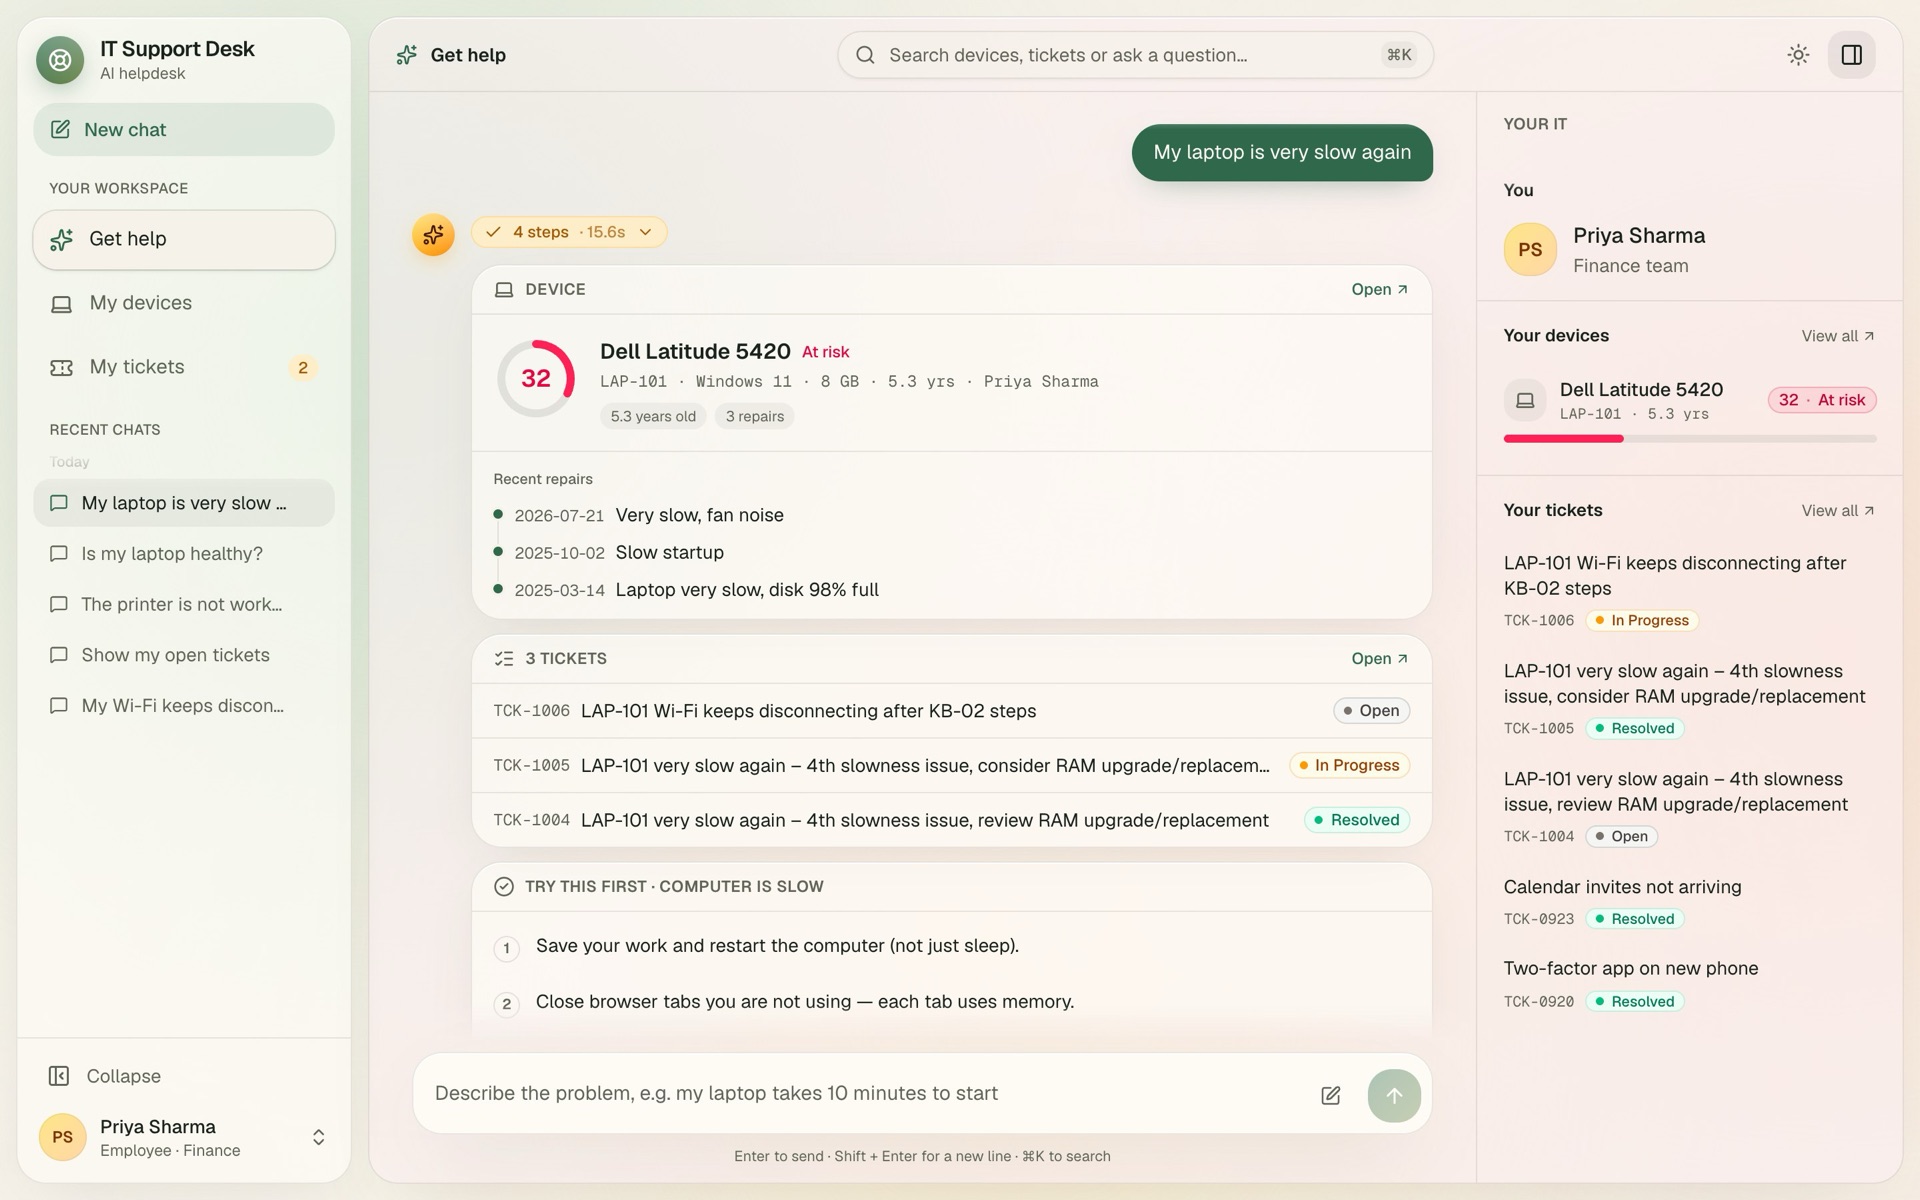 IT Support Desk
AI helpdesk
New chat
YOUR WORKSPACE
Get help
My devices
My tickets
2
RECENT CHATS
Today
My laptop is very slow ...
Is my laptop healthy?
The printer is not work...
Show my open tickets
My Wi-Fi keeps discon...
Collapse
PS
Priya Sharma
Employee · Finance
Get help
Search devices, tickets or ask a question...
⌘K
My laptop is very slow again
4 steps · 15.6s
DEVICE
Open
32
Dell Latitude 5420 At risk
LAP-101 · Windows 11 · 8 GB · 5.3 yrs · Priya Sharma
5.3 years old
3 repairs
Recent repairs
2026-07-21 Very slow, fan noise
2025-10-02 Slow startup
2025-03-14 Laptop very slow, disk 98% full
3 TICKETS
Open
TCK-1006 LAP-101 Wi-Fi keeps disconnecting after KB-02 steps Open
TCK-1005 LAP-101 very slow again – 4th slowness issue, consider RAM upgrade/replacem... In Progress
TCK-1004 LAP-101 very slow again – 4th slowness issue, review RAM upgrade/replacement Resolved
TRY THIS FIRST · COMPUTER IS SLOW
1 Save your work and restart the computer (not just sleep).
2 Close browser tabs you are not using — each tab uses memory.
Describe the problem, e.g. my laptop takes 10 minutes to start
Enter to send · Shift + Enter for a new line · ⌘K to search
YOUR IT
You
PS
Priya Sharma
Finance team
Your devices
View all
Dell Latitude 5420
LAP-101 · 5.3 yrs
32 · At risk
Your tickets
View all
LAP-101 Wi-Fi keeps disconnecting after
KB-02 steps
TCK-1006 In Progress
LAP-101 very slow again – 4th slowness
issue, consider RAM upgrade/replacement
TCK-1005 Resolved
LAP-101 very slow again – 4th slowness
issue, review RAM upgrade/replacement
TCK-1004 Open
Calendar invites not arriving
TCK-0923 Resolved
Two-factor app on new phone
TCK-0920 Resolved